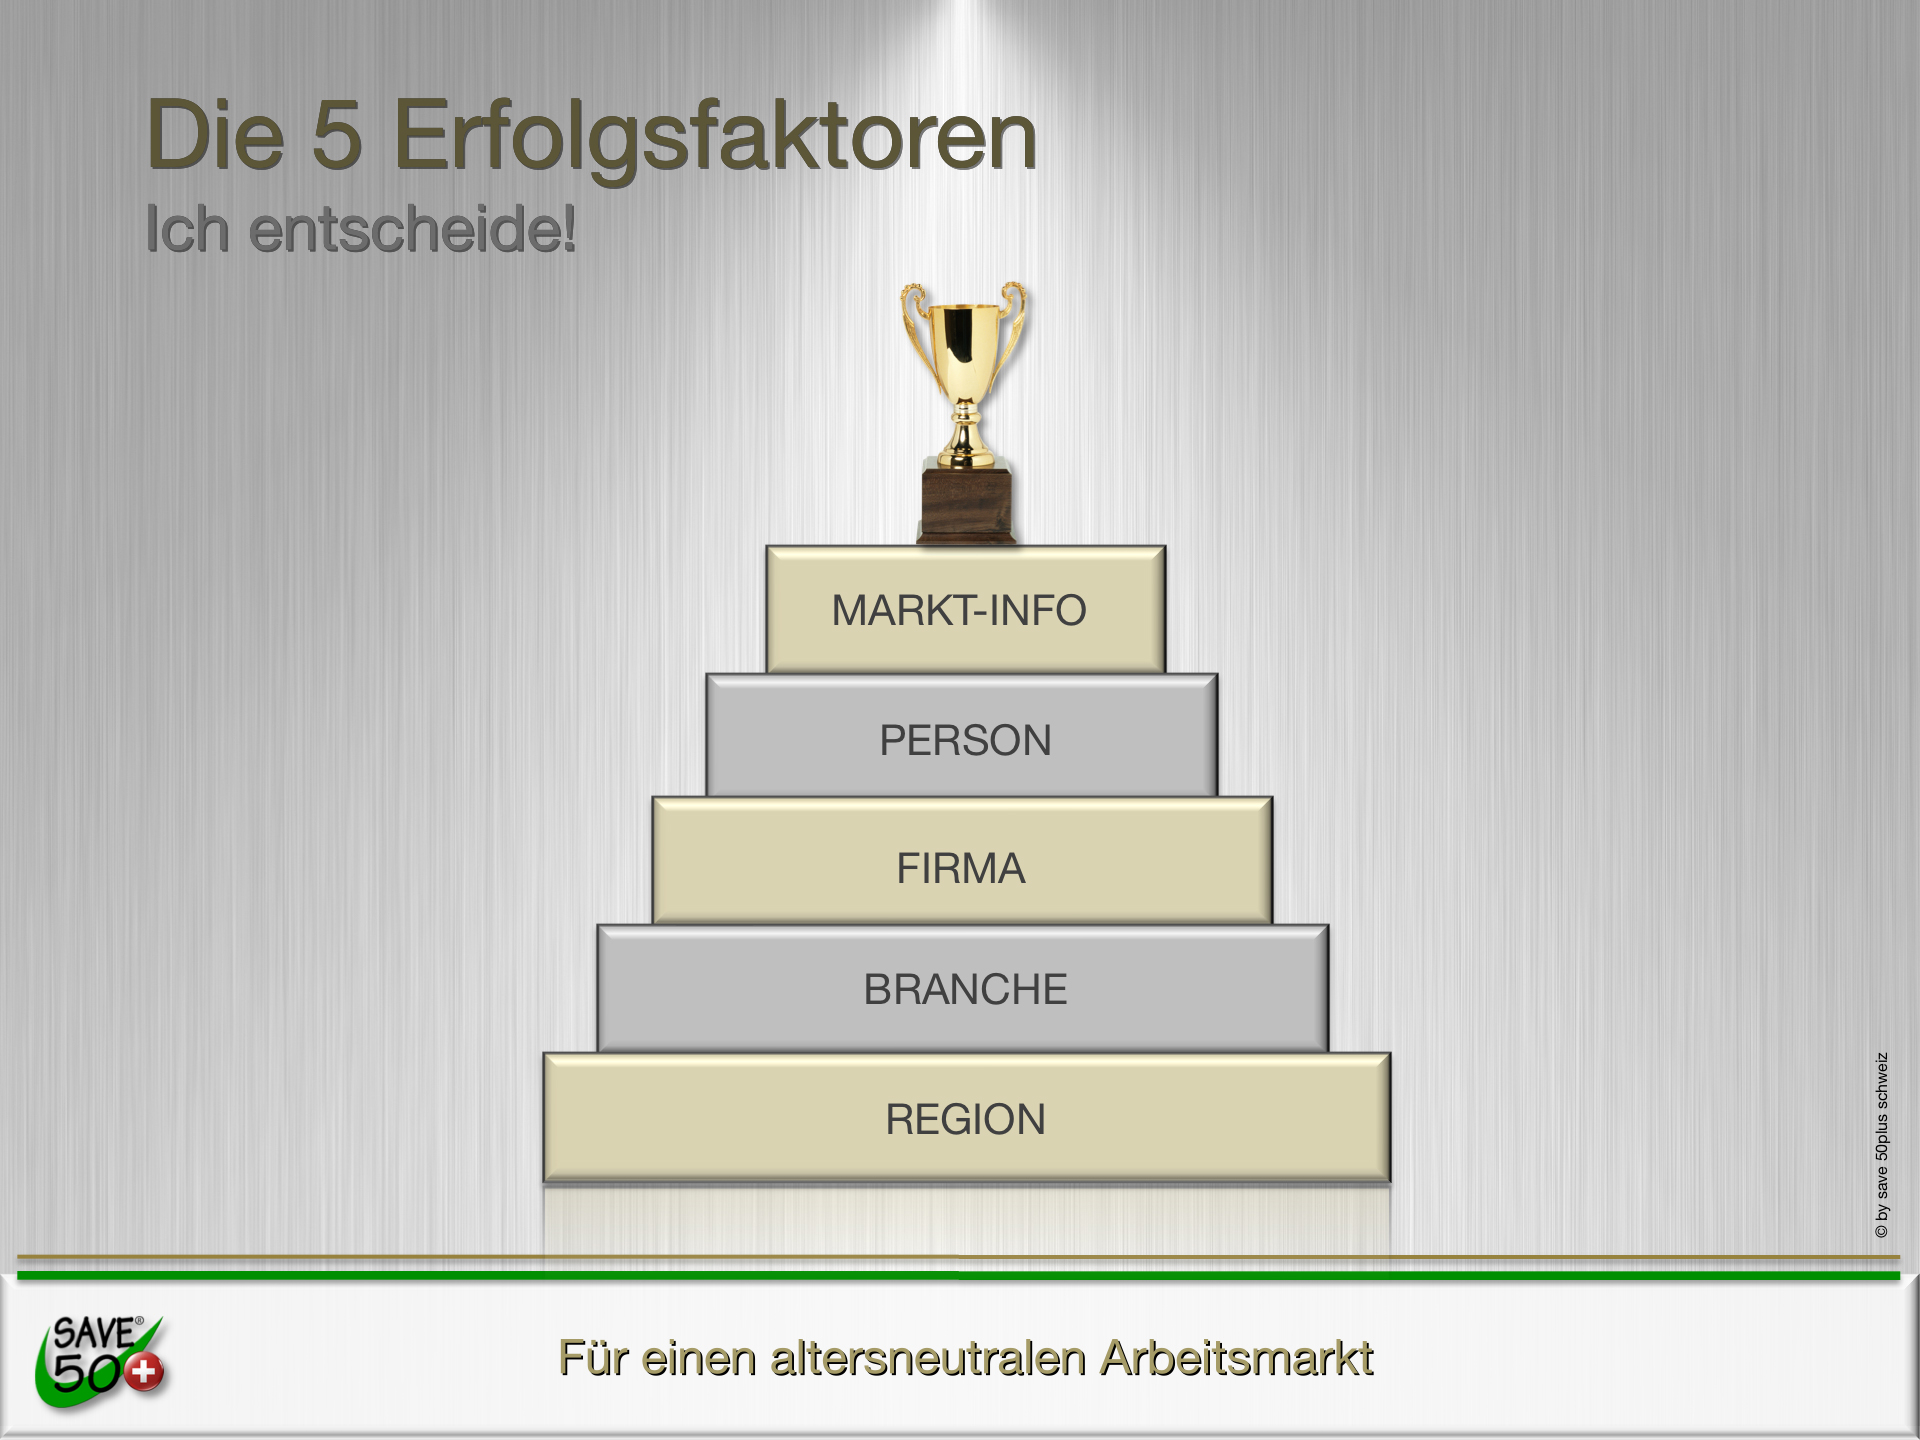 Die 5 Erfolgsfaktoren
Ich entscheide!
MARKT-INFO
PERSON
FIRMA
BRANCHE
REGION
© by save 50plus schweiz
SAVE®
50
Für einen altersneutralen Arbeitsmarkt